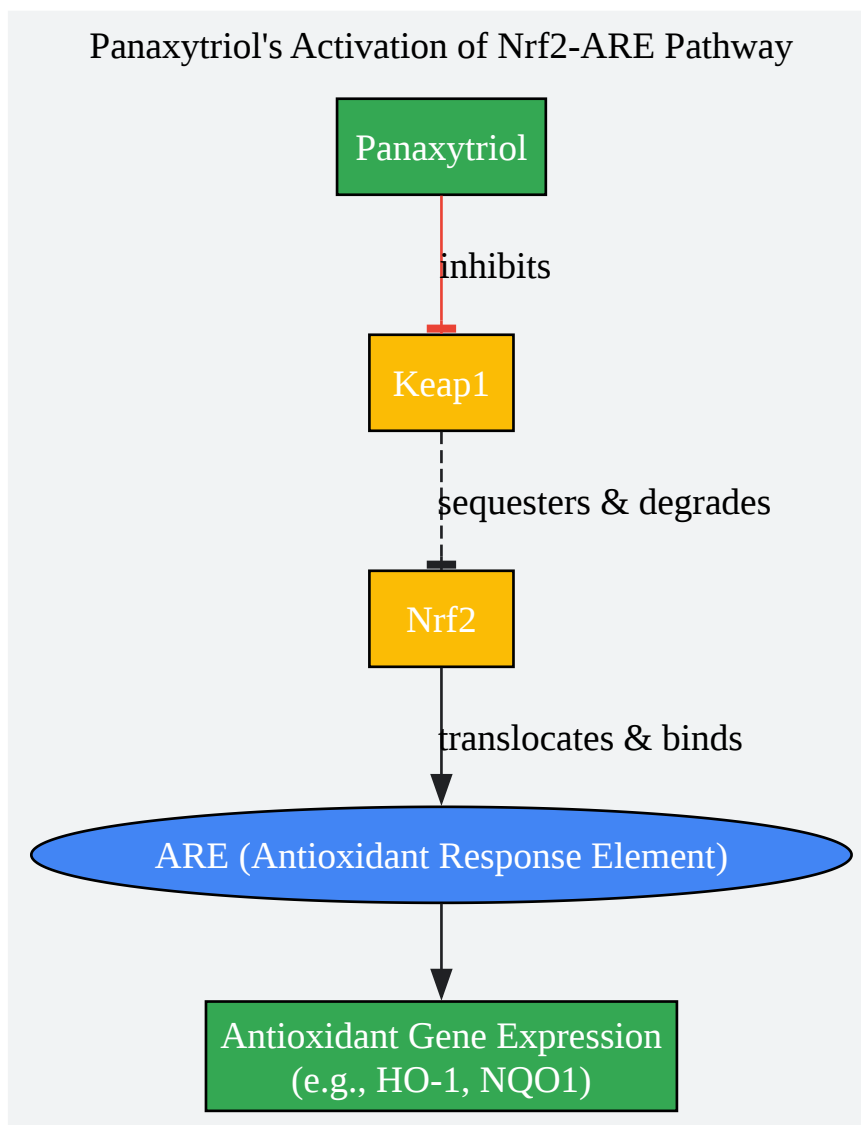 Panaxytriol's Activation of Nrf2-ARE Pathway
Panaxytriol
inhibits
Keap1
sequesters & degrades
Nrf2
translocates & binds
ARE (Antioxidant Response Element)
Antioxidant Gene Expression
(e.g., HO-1, NQO1)